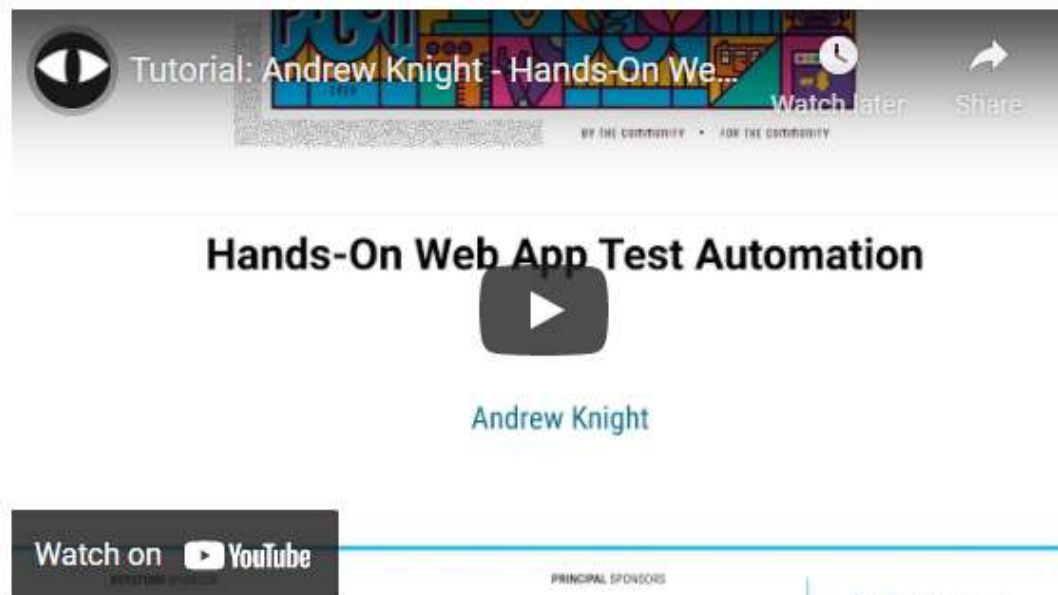 Tutorial: Andrew Knight - Hands-On We...
Watch later
Share
BY THE COMMUNITY • FOR THE COMMUNITY
Hands-On Web App Test Automation
Andrew Knight
Watch on YouTube
PRINCIPAL SPONSORS